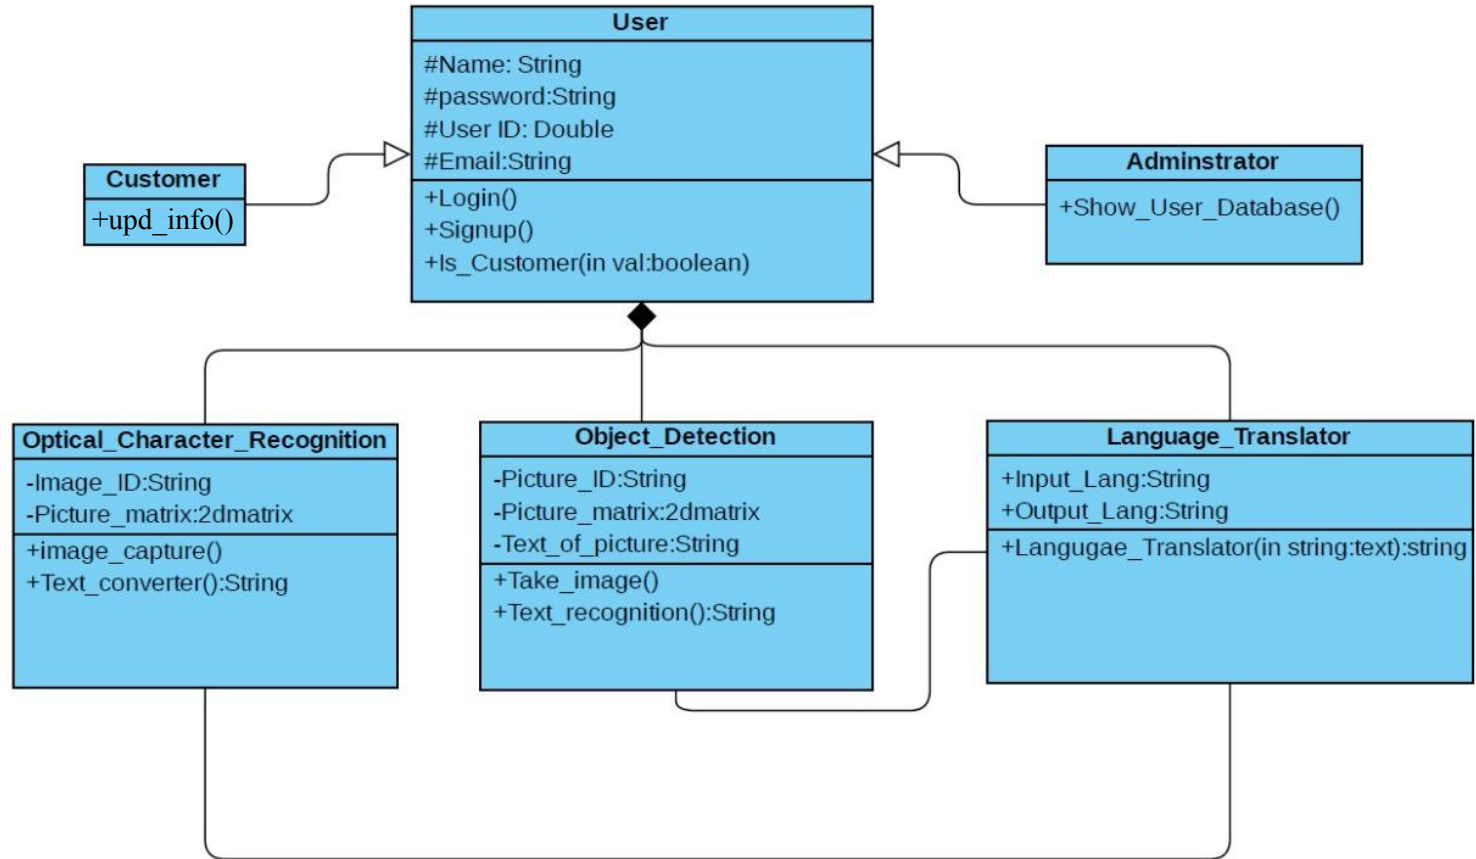 User
#Name: String
#password:String
#User ID: Double
#Email:String
+Login()
+Signup()
+Is_Customer(in val:boolean)
Customer
+upd_info()
Adminstrator
+Show_User_Database()
Optical_Character_Recognition
-Image_ID:String
-Picture_matrix:2dmatrix
+image_capture()
+Text_converter():String
Object_Detection
-Picture_ID:String
-Picture_matrix:2dmatrix
-Text_of_picture:String
+Take_image()
+Text_recognition():String
Language_Translator
+Input_Lang:String
+Output_Lang:String
+Langugae_Translator(in string:text):string